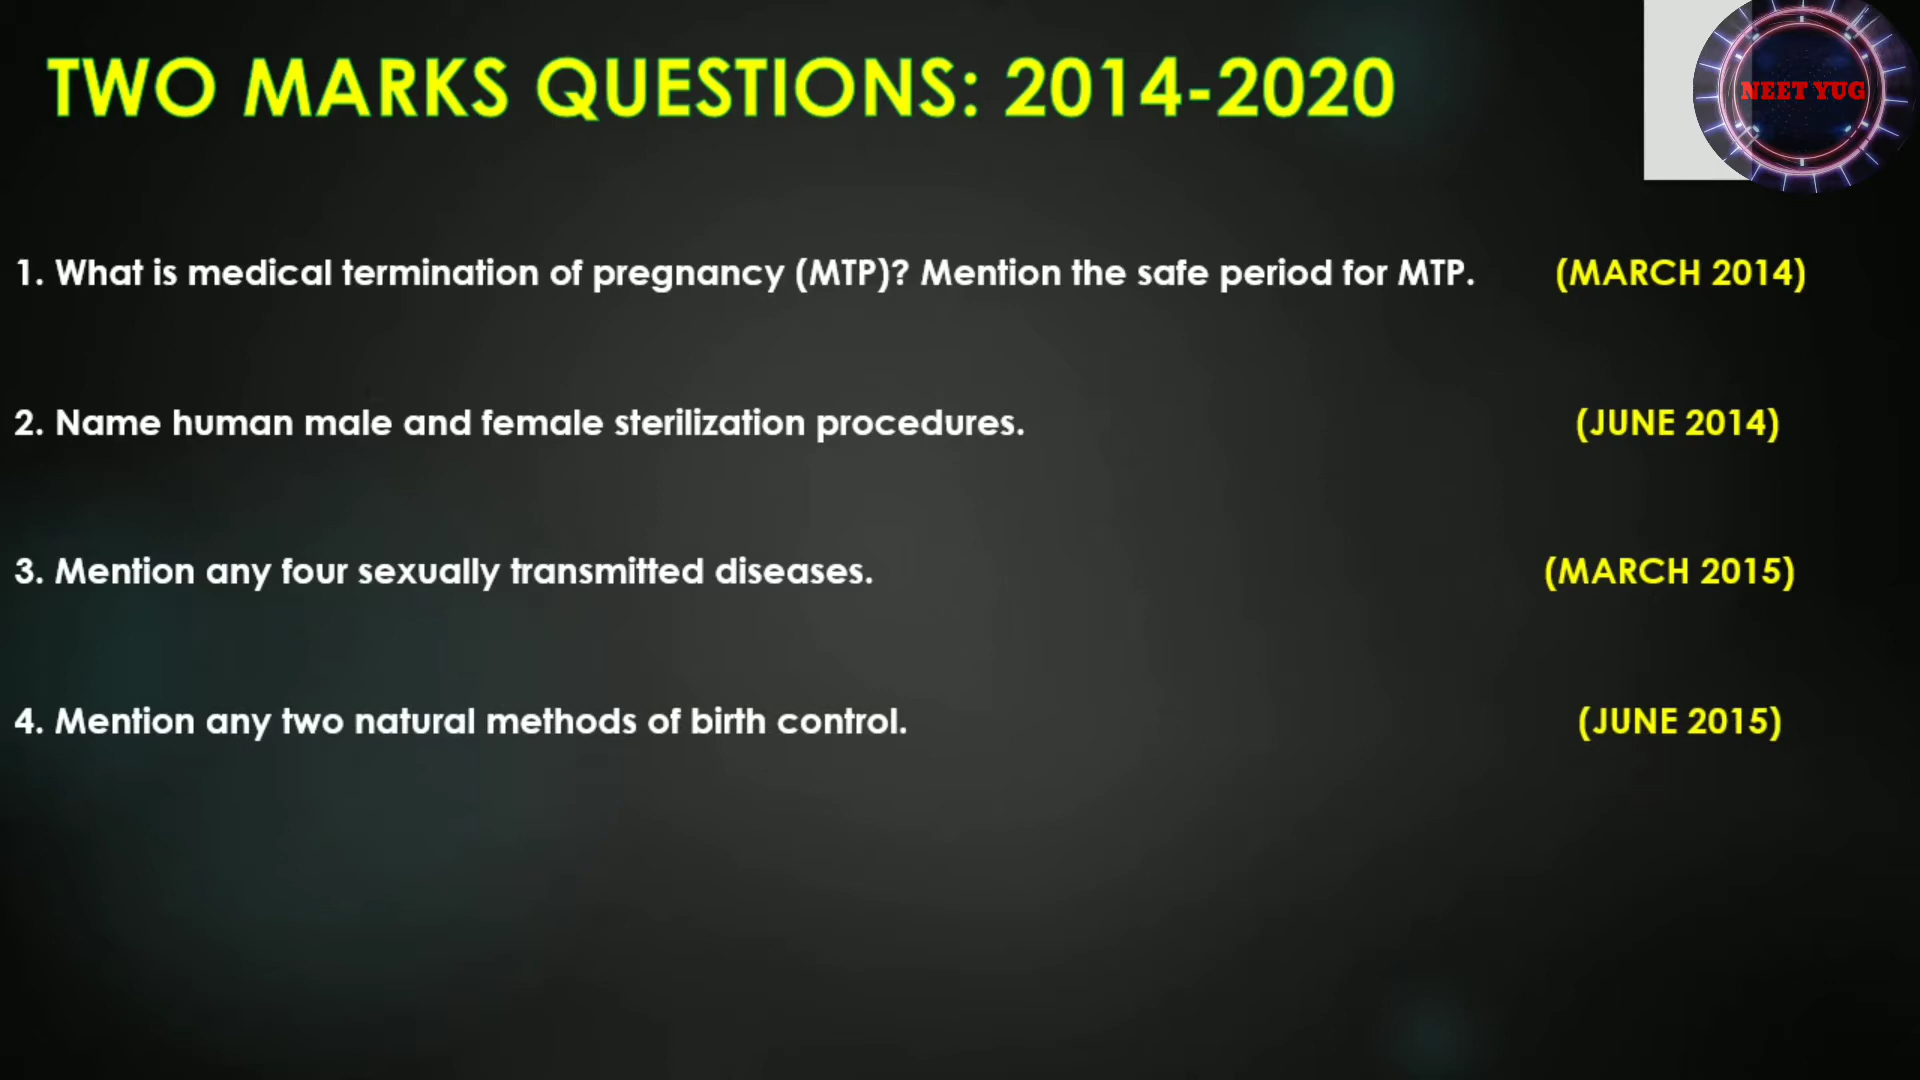 TWO MARKS QUESTIONS: 2014-2020
NEET YUG
1. What is medical termination of pregnancy (MTP)? Mention the safe period for MTP. (MARCH 2014)
2. Name human male and female sterilization procedures. (JUNE 2014)
3. Mention any four sexually transmitted diseases. (MARCH 2015)
4. Mention any two natural methods of birth control. (JUNE 2015)